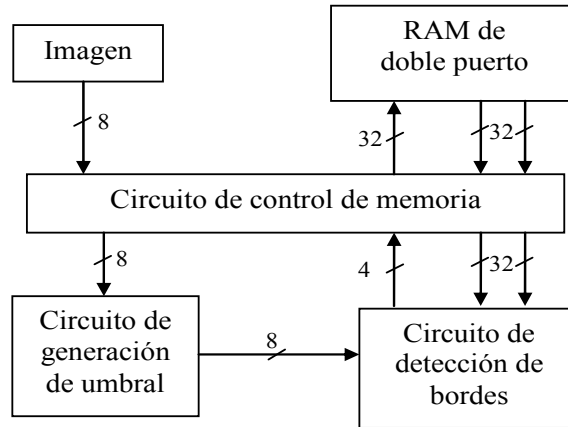 Imagen
RAM de
doble puerto
8
32
32
Circuito de control de memoria
8
4
32
Circuito de
generación
de umbral
8
Circuito de
detección de
bordes